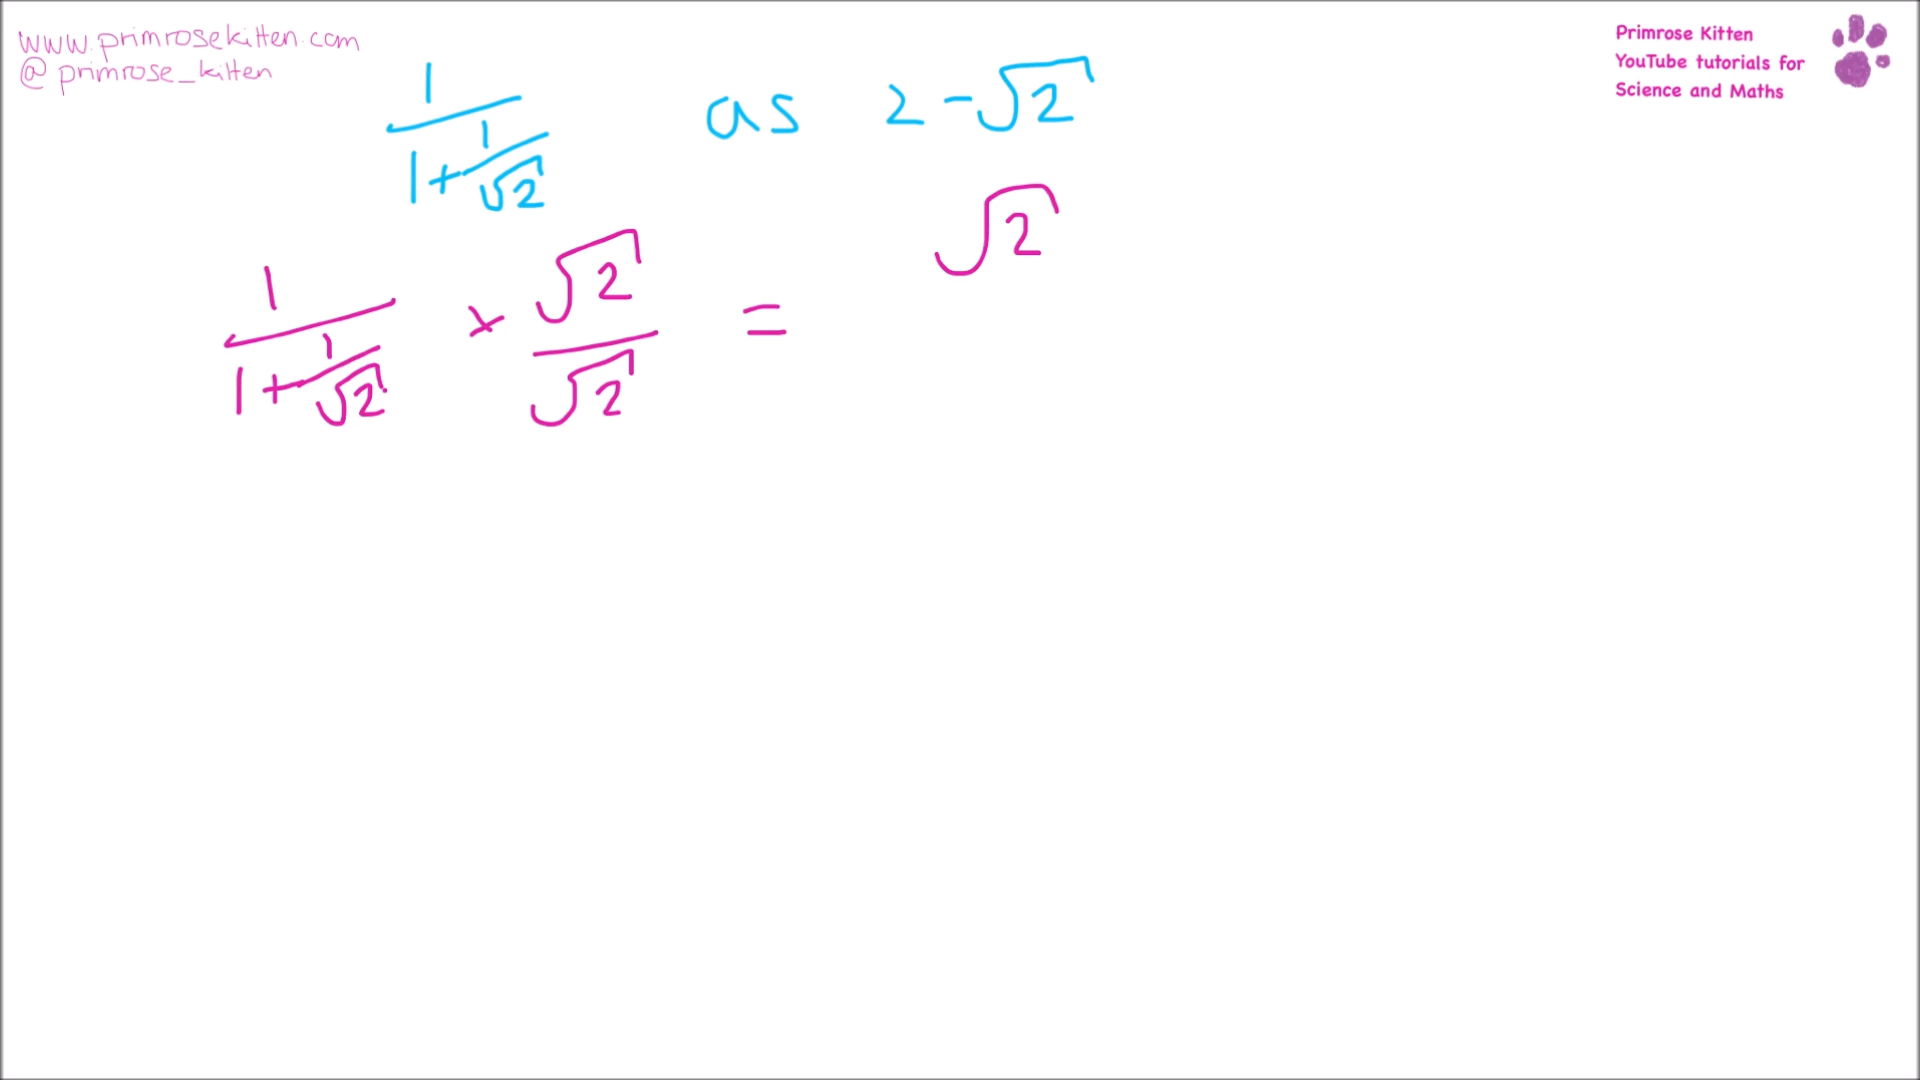 www.primrosekitten.com
@primrose_kitten
Primrose Kitten
YouTube tutorials for
Science and Maths
1/(1+1/√2) as 2-√2
1/(1+1/√2) × √2/√2 = √2